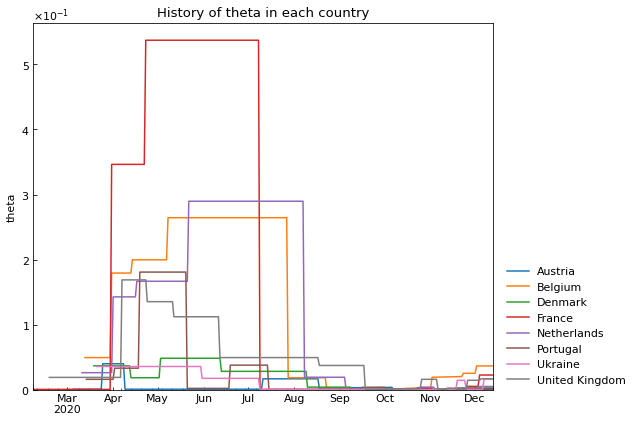 History of theta in each country
×10⁻¹
5
4
3
2
1
0
theta
Mar Apr May Jun Jul Aug Sep Oct Nov Dec
2020
Austria
Belgium
Denmark
France
Netherlands
Portugal
Ukraine
United Kingdom